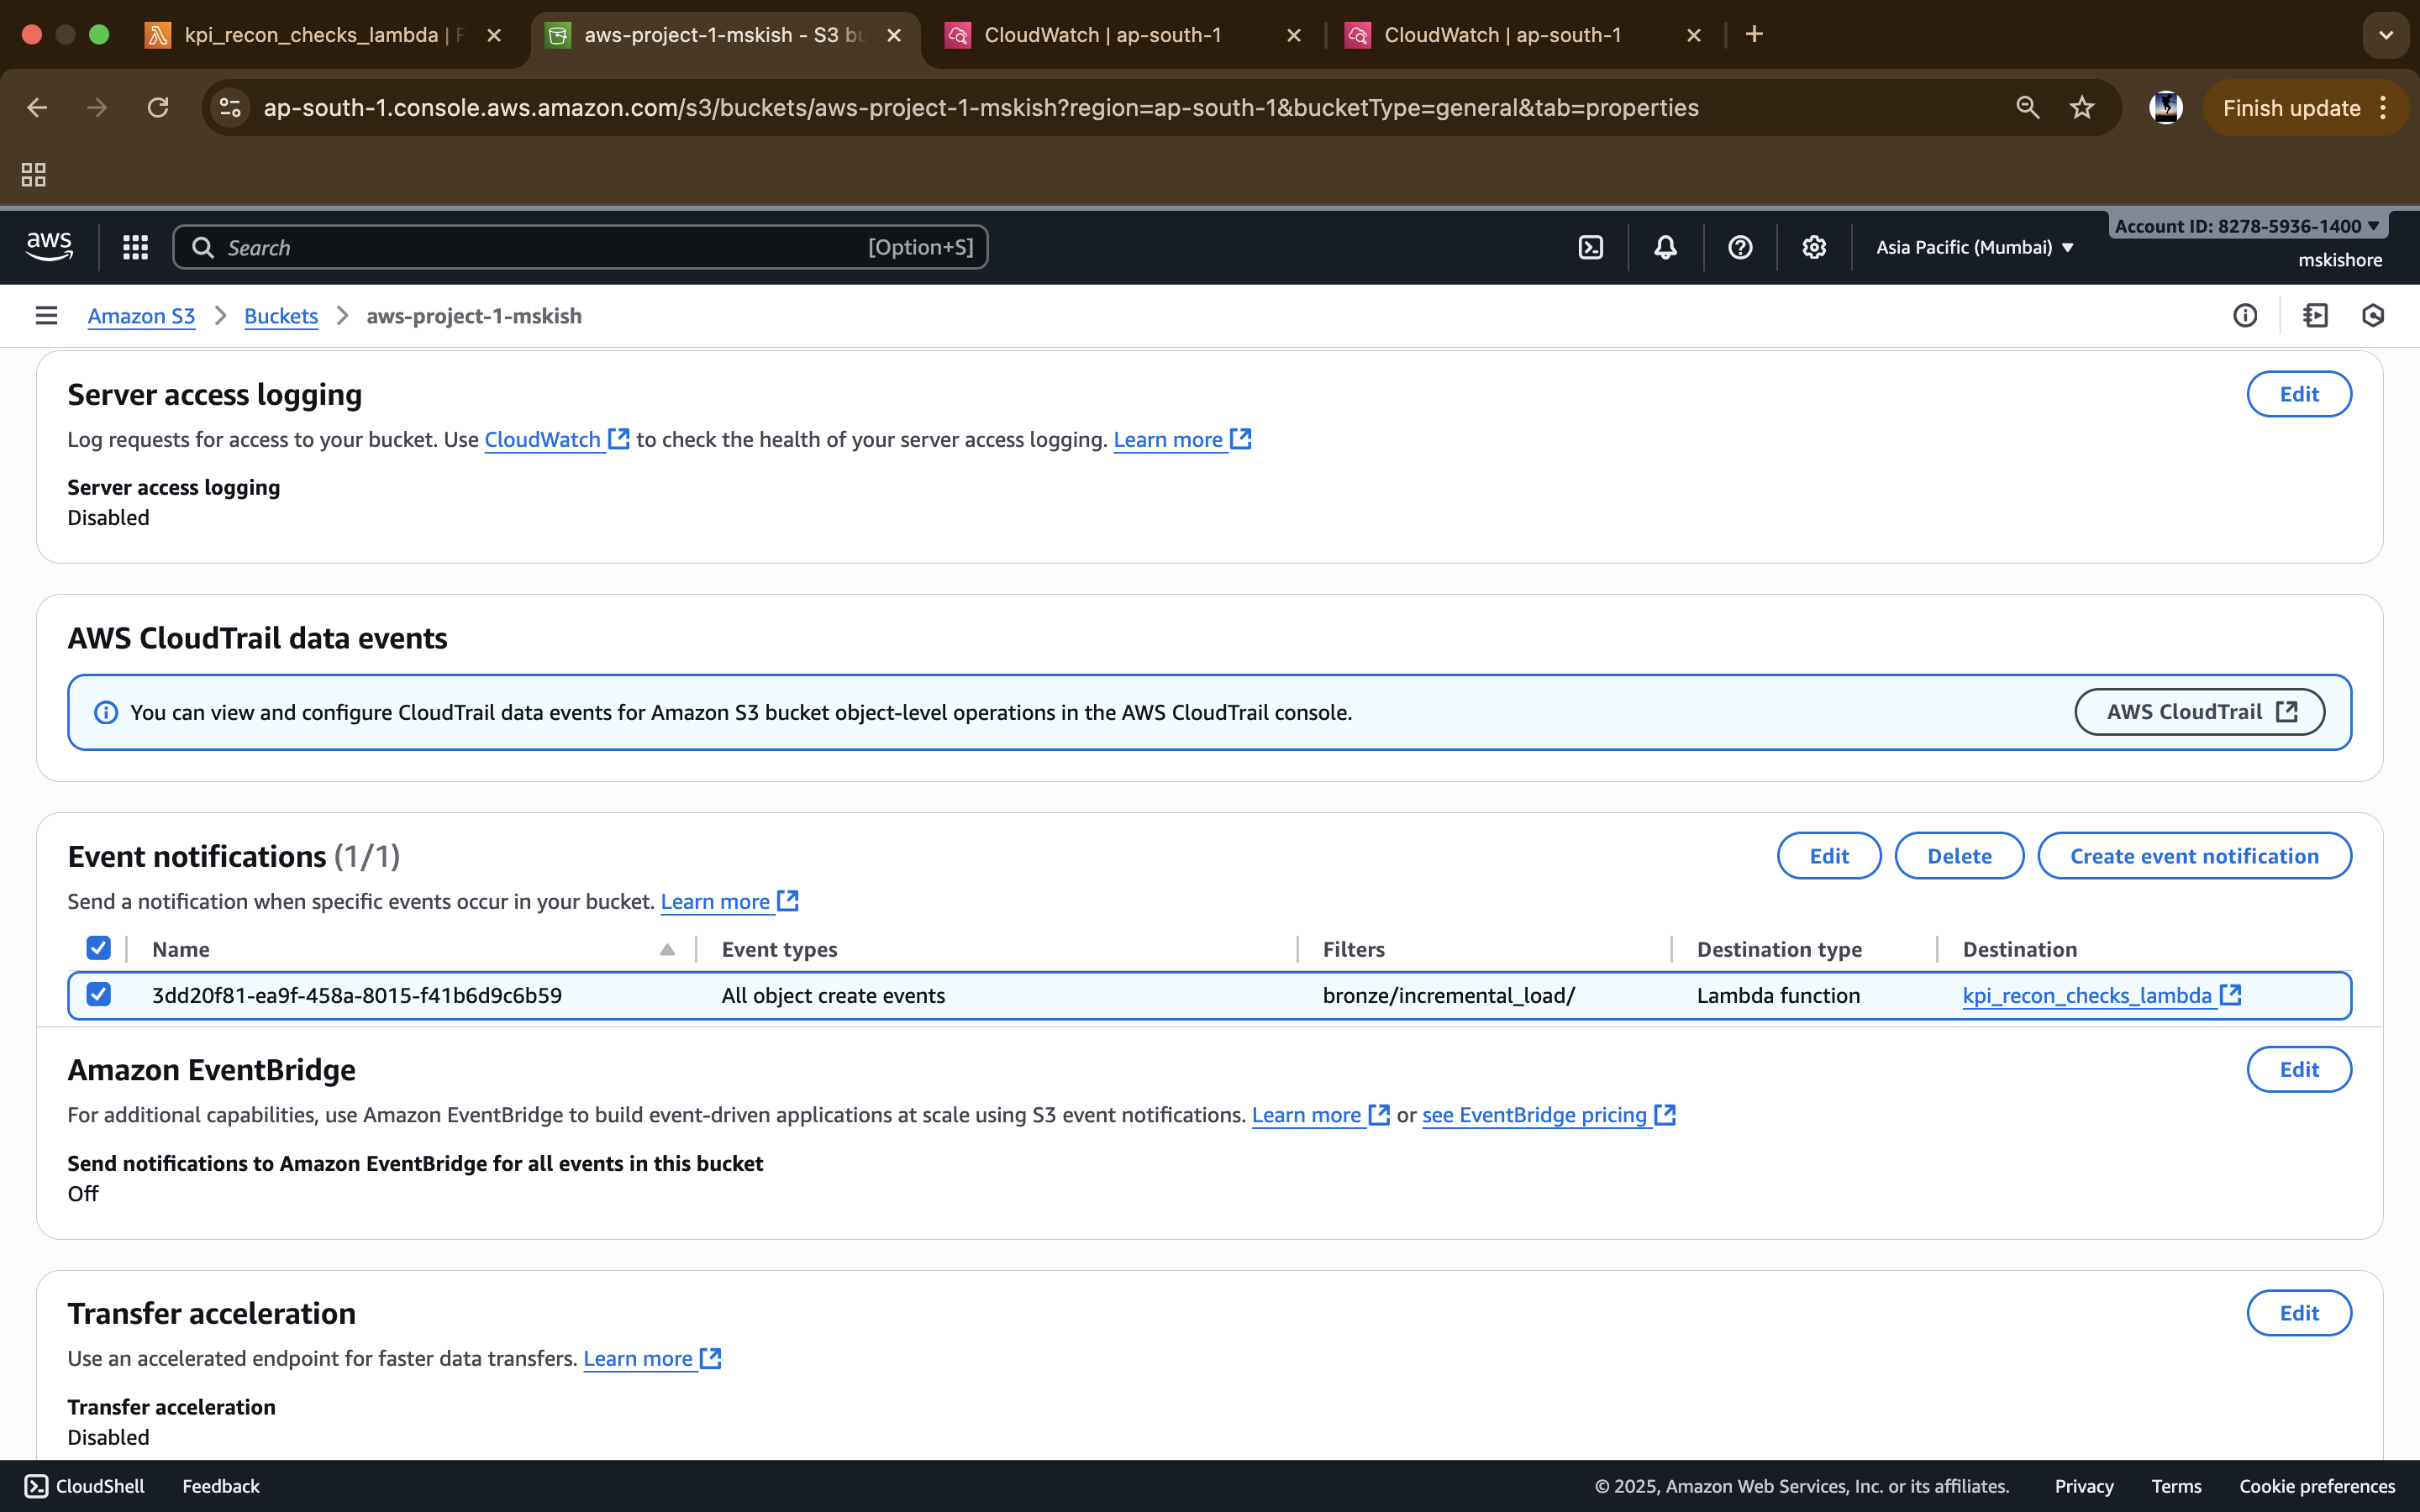 kpi_recon_checks_lambda | F
aws-project-1-mskish - S3 bu
CloudWatch | ap-south-1
CloudWatch | ap-south-1
ap-south-1.console.aws.amazon.com/s3/buckets/aws-project-1-mskish?region=ap-south-1&bucketType=general&tab=properties
Finish update
aws
Search
[Option+S]
Asia Pacific (Mumbai)
Account ID: 8278-5936-1400
mskishore
Amazon S3
Buckets
aws-project-1-mskish
Server access logging
Edit
Log requests for access to your bucket. Use CloudWatch to check the health of your server access logging. Learn more
Server access logging
Disabled
AWS CloudTrail data events
You can view and configure CloudTrail data events for Amazon S3 bucket object-level operations in the AWS CloudTrail console.
AWS CloudTrail
Event notifications (1/1)
Edit
Delete
Create event notification
Send a notification when specific events occur in your bucket. Learn more
Name Event types Filters Destination type Destination
3dd20f81-ea9f-458a-8015-f41b6d9c6b59 All object create events bronze/incremental_load/ Lambda function kpi_recon_checks_lambda
Amazon EventBridge
Edit
For additional capabilities, use Amazon EventBridge to build event-driven applications at scale using S3 event notifications. Learn more or see EventBridge pricing
Send notifications to Amazon EventBridge for all events in this bucket
Off
Transfer acceleration
Edit
Use an accelerated endpoint for faster data transfers. Learn more
Transfer acceleration
Disabled
CloudShell
Feedback
© 2025, Amazon Web Services, Inc. or its affiliates.
Privacy
Terms
Cookie preferences